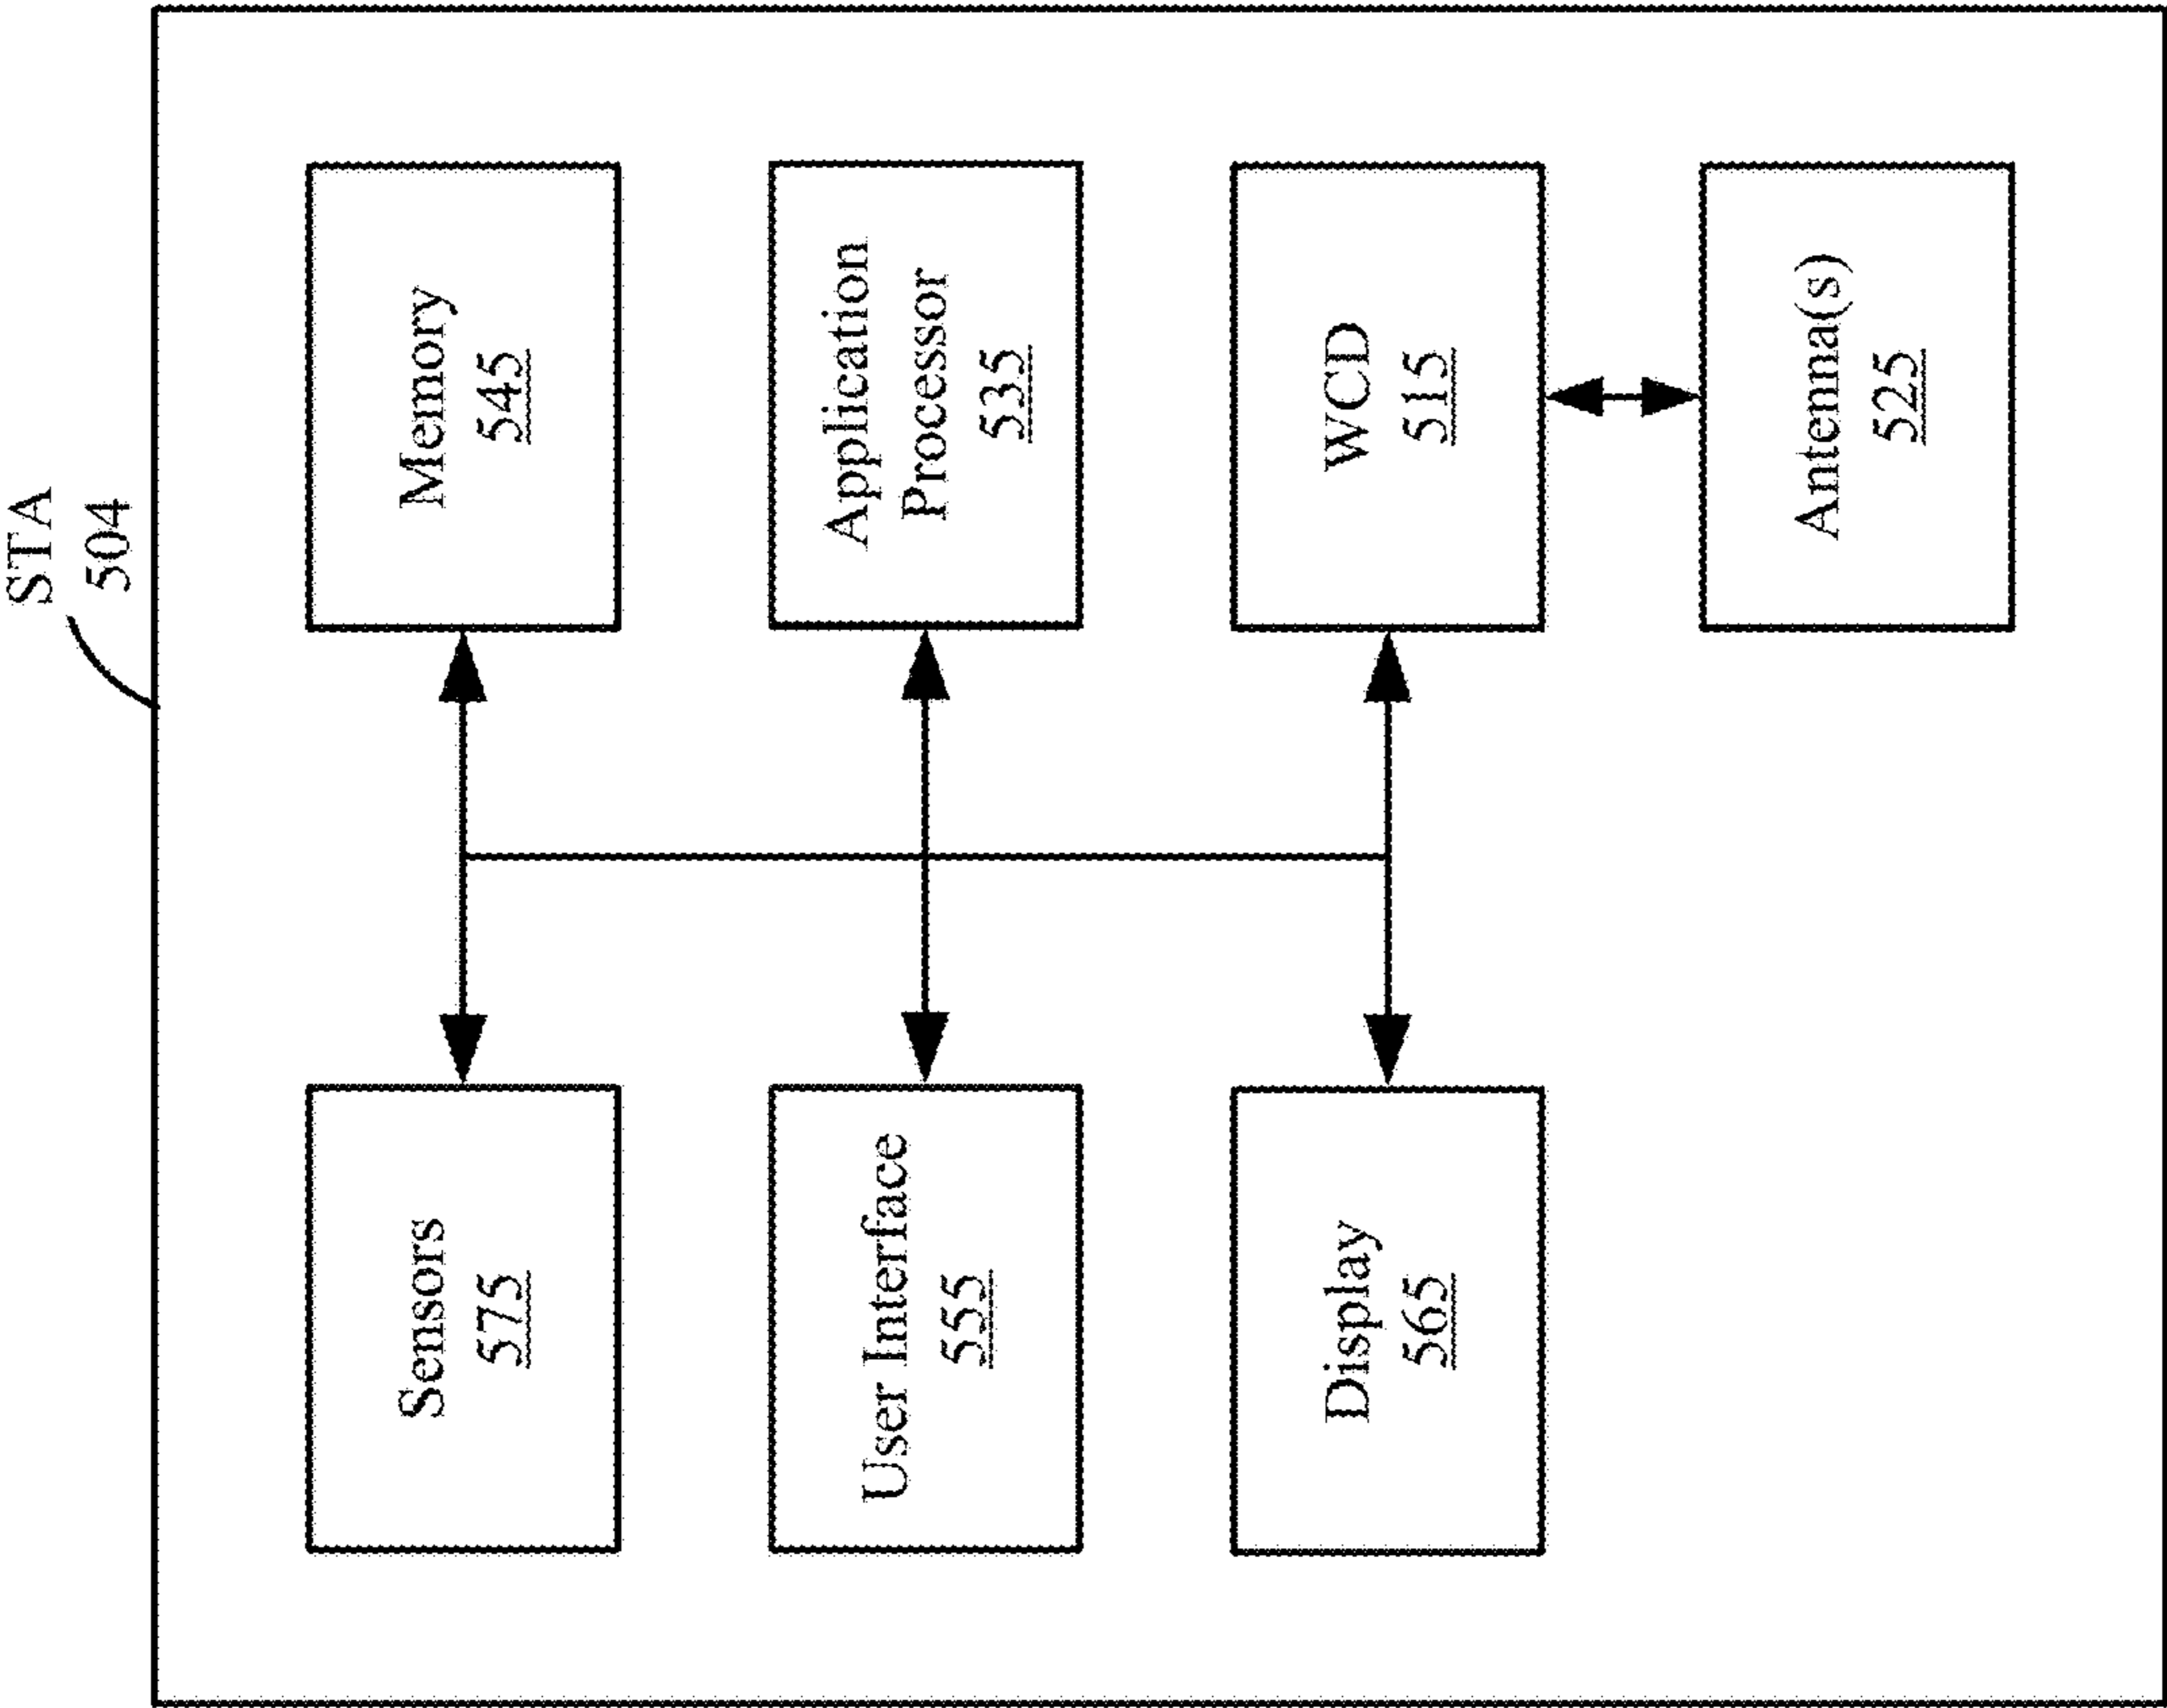 STA
504
Sensors
575
Memory
545
User Interface
555
Application
Processor
535
Display
565
WCD
515
Antenna(s)
525